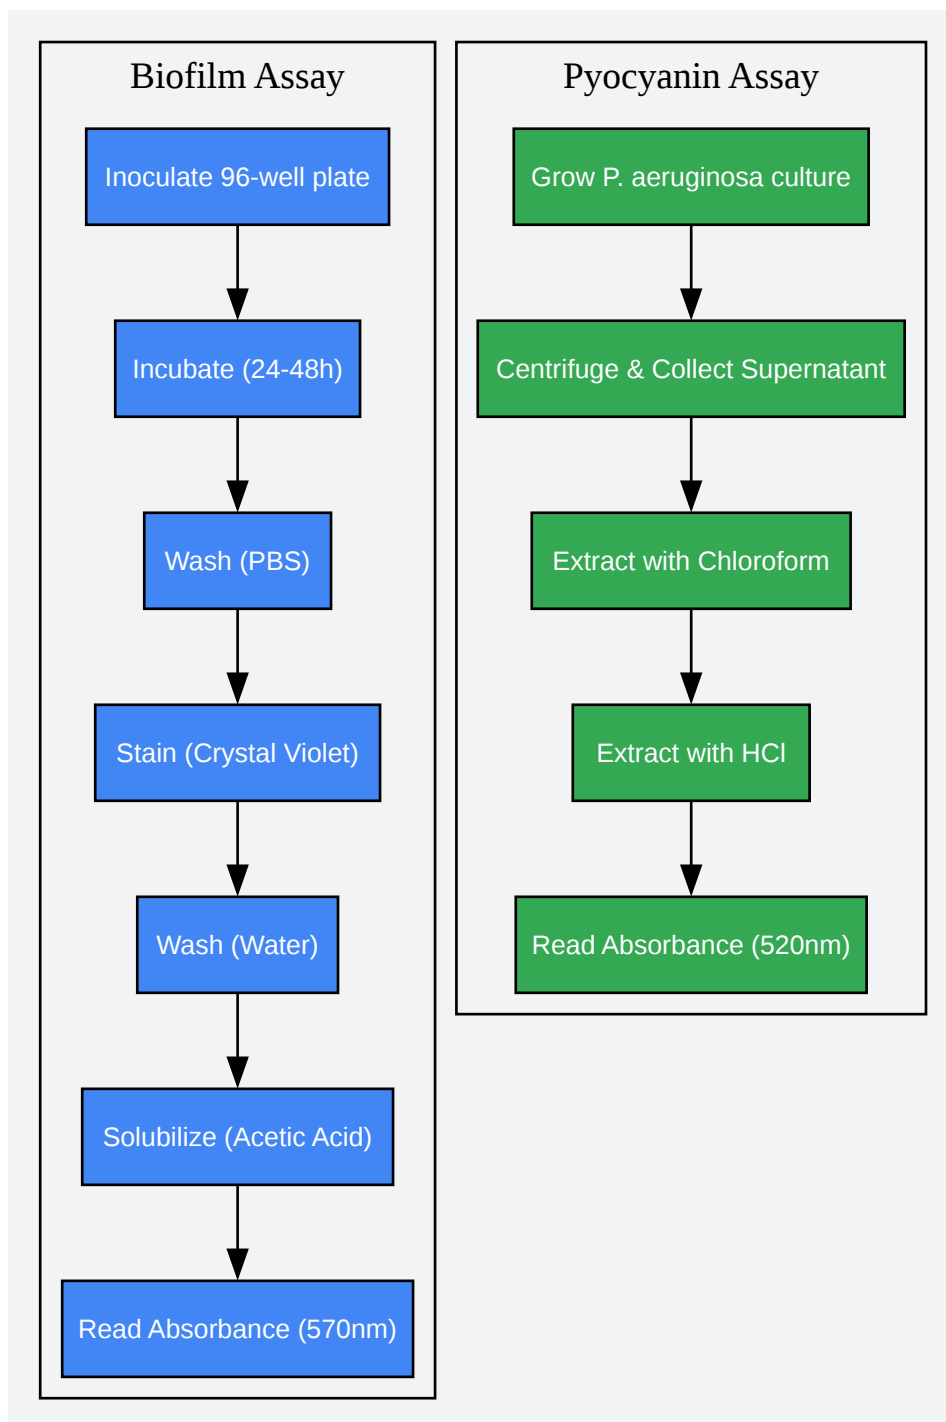 Biofilm Assay
Inoculate 96-well plate
Incubate (24-48h)
Wash (PBS)
Stain (Crystal Violet)
Wash (Water)
Solubilize (Acetic Acid)
Read Absorbance (570nm)
Pyocyanin Assay
Grow P. aeruginosa culture
Centrifuge & Collect Supernatant
Extract with Chloroform
Extract with HCl
Read Absorbance (520nm)